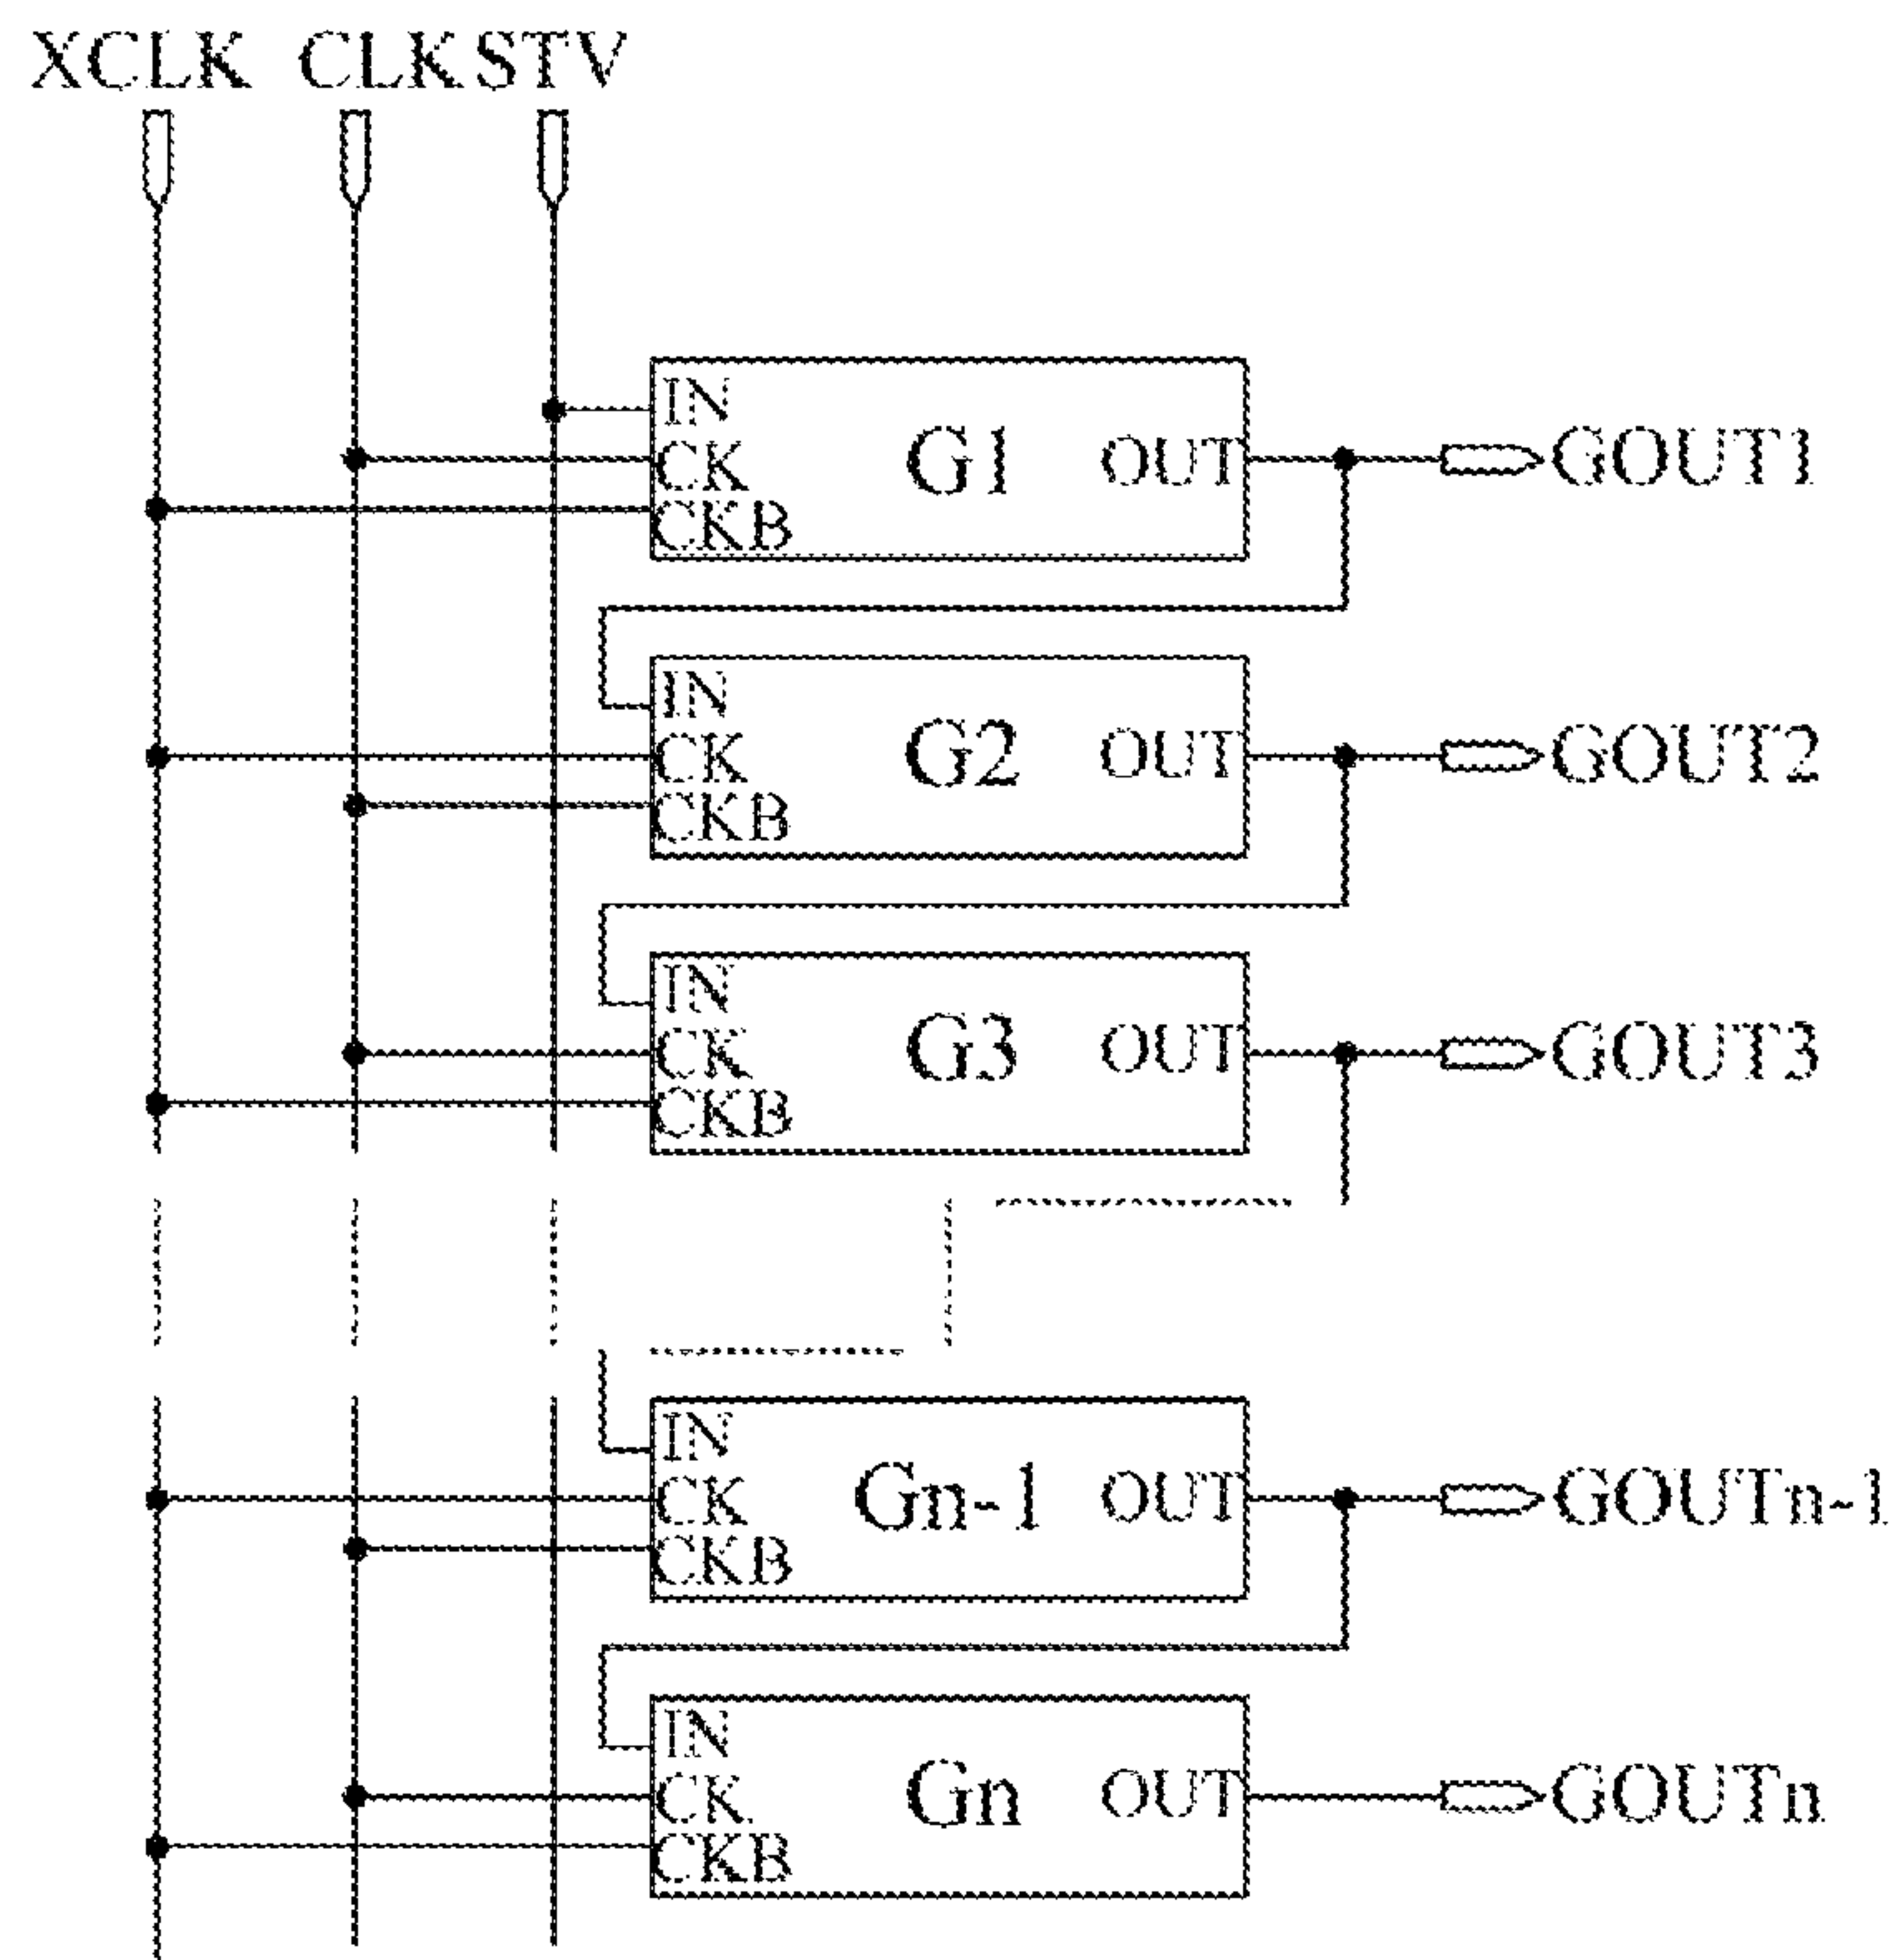 XCLK CLK STV
IN
CK G1 OUT GOUT1
CKB
IN
CK G2 OUT GOUT2
CKB
IN
CK G3 OUT GOUT3
CKB
IN
CK Gn-1 OUT GOUTn-1
CKB
IN
CK Gn OUT GOUTn
CKB